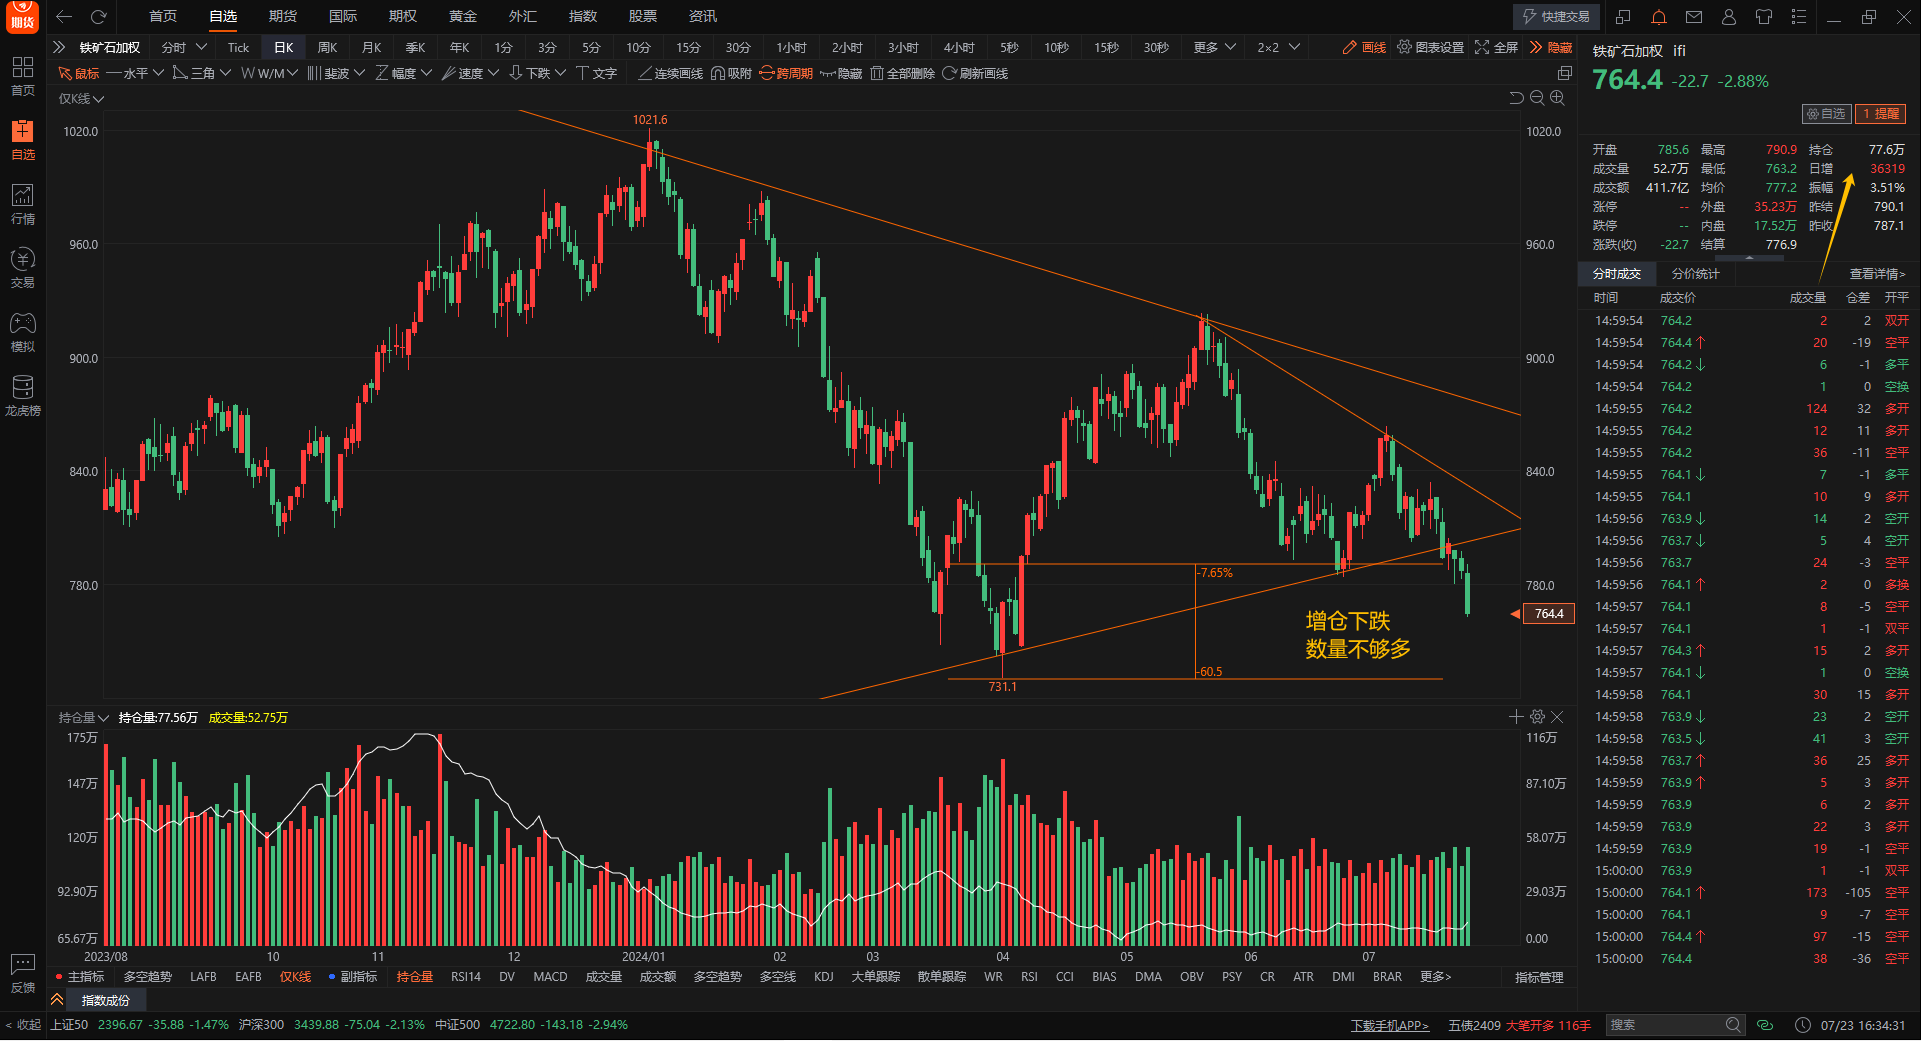 期货 首页 自选 期货 国际 期权 黄金 外汇 指数 股票 资讯 快捷交易
铁矿石加权 分时 Tick 日K 周K 月K 季K 年K 1分 3分 5分 10分 15分 30分 1小时 2小时 3小时 4小时 5秒 10秒 15秒 30秒 更多 2×2 画线 图表设置 全屏 隐藏
鼠标 水平 三角 W/M 斐波 幅度 速度 下跌 文字 连续画线 吸附 跨周期 隐藏 全部删除 刷新画线
首页
自选
行情
交易
模拟
龙虎榜
反馈
< 收起
仅K线
1020.0 1021.6 1020.0
960.0 960.0
900.0 900.0
840.0 840.0
780.0 -7.65% 780.0
764.4
增仓下跌
数量不够多
-60.5
731.1
持仓量 持仓量:77.56万 成交量:52.75万
175万 116万
147万 87.10万
120万 58.07万
92.90万 29.03万
65.67万 0.00
2023/08 10 11 12 2024/01 02 03 04 05 06 07
主指标 多空趋势 LAFB EAFB 仅K线 副指标 持仓量 RSI14 DV MACD 成交量 成交额 多空趋势 多空线 KDJ 大单跟踪 散单跟踪 WR RSI CCI BIAS DMA OBV PSY CR ATR DMI BRAR 更多> 指标管理
指数成份
铁矿石加权 ifi
764.4 -22.7 -2.88%
自选 1 提醒
开盘 785.6 最高 790.9 持仓 77.6万
成交量 52.7万 最低 763.2 日增 36319
成交额 411.7亿 均价 777.2 振幅 3.51%
涨停 -- 外盘 35.23万 昨结 790.1
跌停 -- 内盘 17.52万 昨收 787.1
涨跌(收) -22.7 结算 776.9
分时成交 分价统计 查看详情>
时间 成交价 成交量 仓差 开平
14:59:54 764.2 2 2 双开
14:59:54 764.4↑ 20 -19 空平
14:59:54 764.2↓ 6 -1 多平
14:59:54 764.2 1 0 空换
14:59:55 764.2 124 32 多开
14:59:55 764.2 12 11 多开
14:59:55 764.2 36 -11 空平
14:59:55 764.1↓ 7 -1 多平
14:59:55 764.1 10 9 多开
14:59:56 763.9↓ 14 2 空开
14:59:56 763.7↓ 5 4 空开
14:59:56 763.7 24 -3 空平
14:59:56 764.1↑ 2 0 多换
14:59:57 764.1 8 -5 空平
14:59:57 764.1 1 -1 双平
14:59:57 764.3↑ 15 2 多开
14:59:57 764.1↓ 1 0 空换
14:59:58 764.1 30 15 多开
14:59:58 763.9↓ 23 2 空开
14:59:58 763.5↓ 41 3 空开
14:59:58 763.7↑ 36 25 多开
14:59:59 763.9↑ 5 3 多开
14:59:59 763.9 6 2 多开
14:59:59 763.9 22 3 多开
14:59:59 763.9 19 -1 空平
15:00:00 763.9 1 -1 双平
15:00:00 764.1↑ 173 -105 空平
15:00:00 764.1 9 -7 空平
15:00:00 764.4↑ 97 -15 空平
15:00:00 764.4 38 -36 空平
上证50 2396.67 -35.88 -1.47% 沪深300 3439.88 -75.04 -2.13% 中证500 4722.80 -143.18 -2.94% 下载手机APP> 五债2409 大笔开多 116手 搜索 07/23 16:34:31